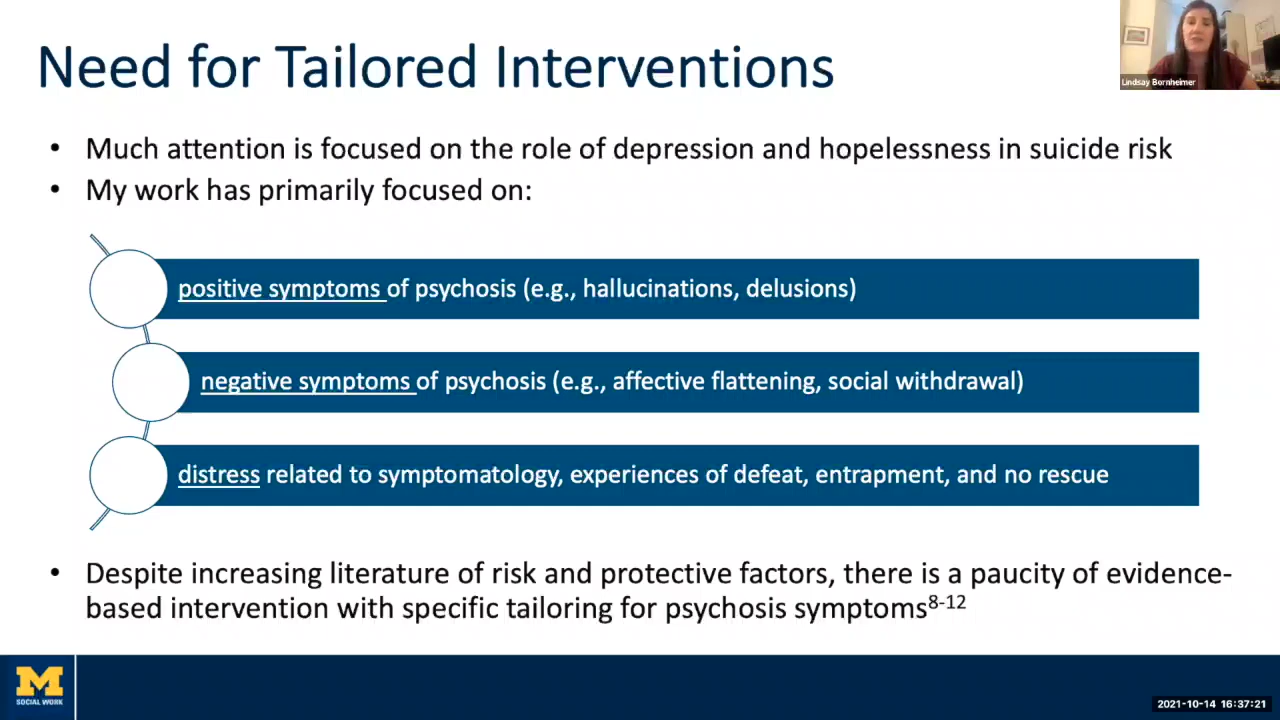 Need for Tailored Interventions
Lindsay Bornheimer
• Much attention is focused on the role of depression and hopelessness in suicide risk
• My work has primarily focused on:
positive symptoms of psychosis (e.g., hallucinations, delusions)
negative symptoms of psychosis (e.g., affective flattening, social withdrawal)
distress related to symptomatology, experiences of defeat, entrapment, and no rescue
• Despite increasing literature of risk and protective factors, there is a paucity of evidence-
based intervention with specific tailoring for psychosis symptoms8-12
M
SOCIAL WORK
2021-10-14 16:37:21